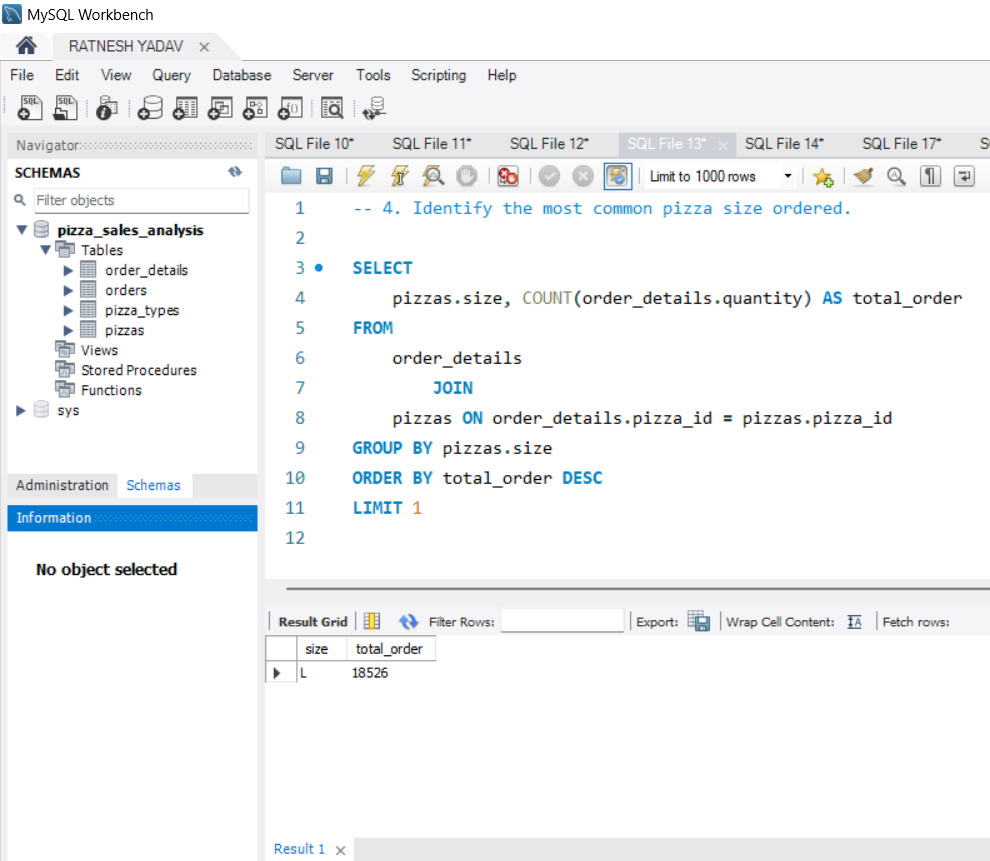 MySQL Workbench
RATNESH YADAV
File Edit View Query Database Server Tools Scripting Help
SQL SQL
Navigator
SCHEMAS
Filter objects
pizza_sales_analysis
Tables
order_details
orders
pizza_types
pizzas
Views
Stored Procedures
Functions
sys
Administration Schemas
Information
No object selected
SQL File 10* SQL File 11* SQL File 12* SQL File 13* SQL File 14* SQL File 17* S
Limit to 1000 rows
1 -- 4. Identify the most common pizza size ordered.
2
3 SELECT
4 pizzas.size, COUNT(order_details.quantity) AS total_order
5 FROM
6 order_details
7 JOIN
8 pizzas ON order_details.pizza_id = pizzas.pizza_id
9 GROUP BY pizzas.size
10 ORDER BY total_order DESC
11 LIMIT 1
12
Result Grid Filter Rows: Export: Wrap Cell Content: Fetch rows:
size total_order
L 18526
Result 1